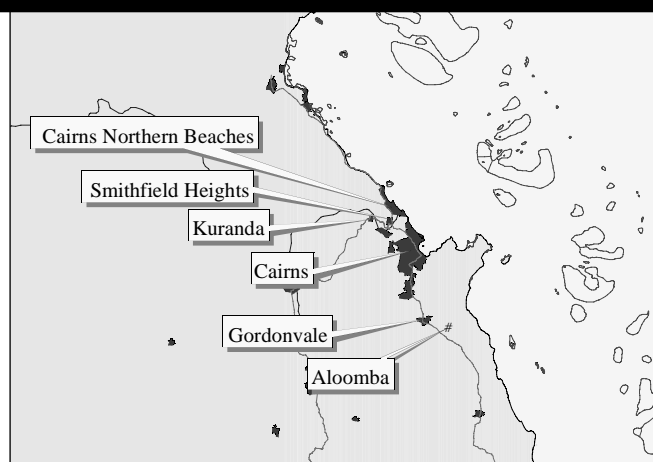 Cairns Northern Beaches
Smithfield Heights
Kuranda
Cairns
Gordonvale
#
Aloomba